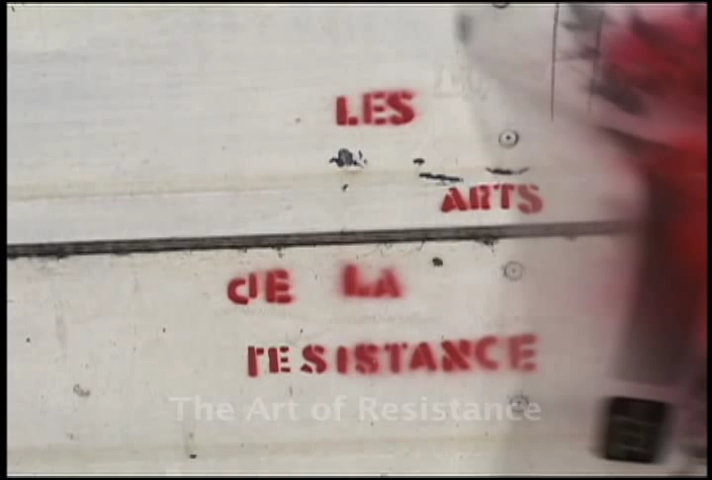 LES
ARTS
de LA
rESISTANCE
The Art of Resistance